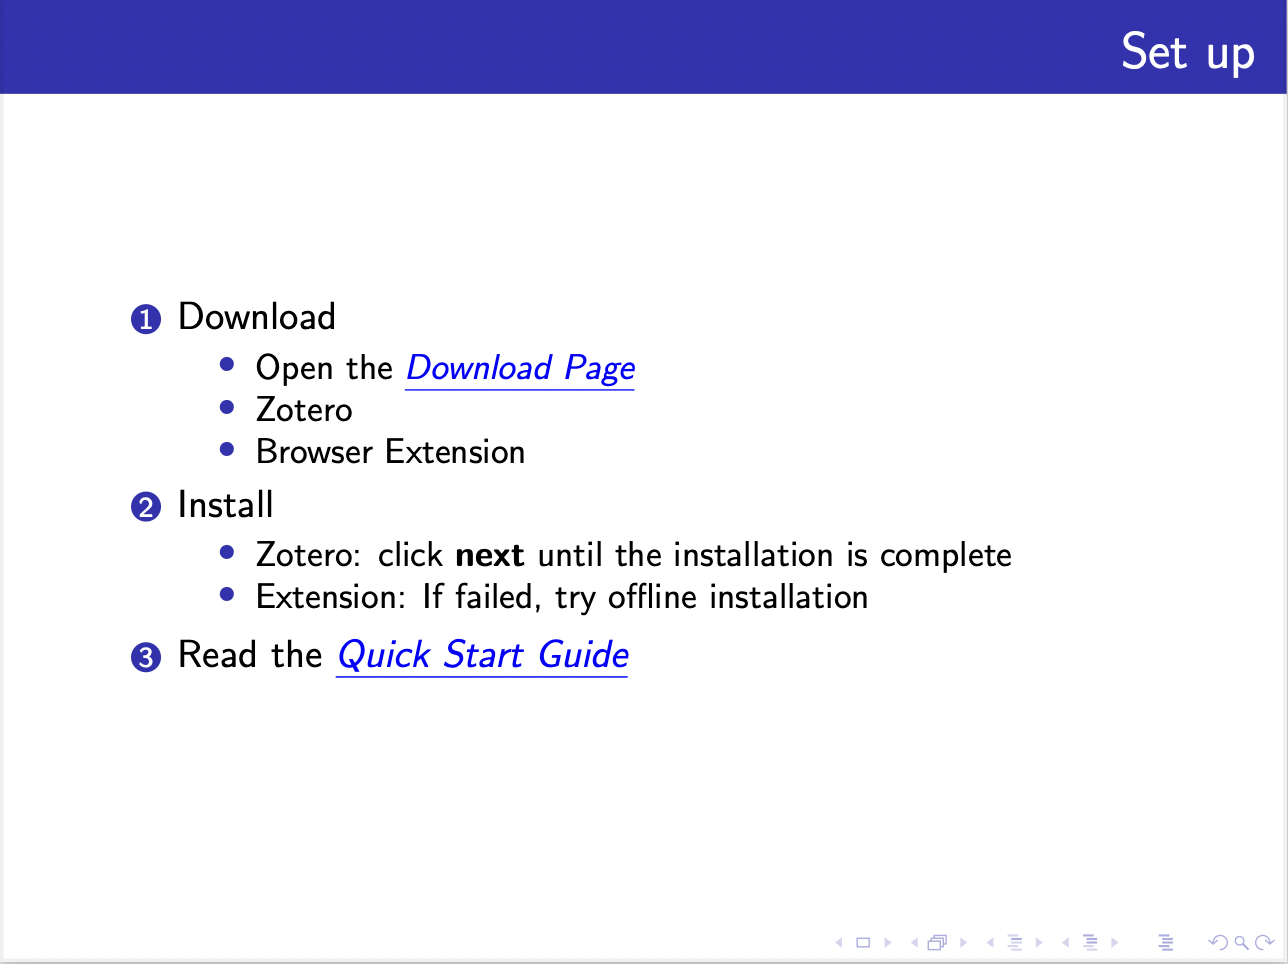 Set up
1 Download
• Open the Download Page
• Zotero
• Browser Extension
2 Install
• Zotero: click next until the installation is complete
• Extension: If failed, try offline installation
3 Read the Quick Start Guide